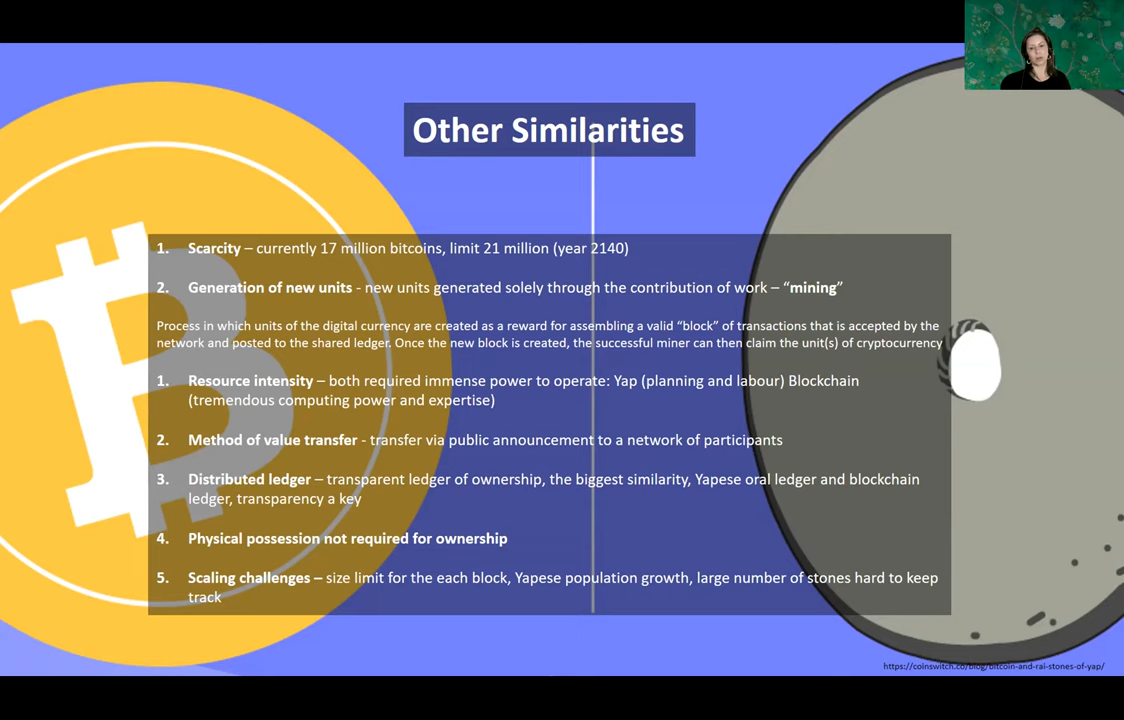 Other Similarities
1. Scarcity – currently 17 million bitcoins, limit 21 million (year 2140)
2. Generation of new units - new units generated solely through the contribution of work – “mining”
Process in which units of the digital currency are created as a reward for assembling a valid “block” of transactions that is accepted by the
network and posted to the shared ledger. Once the new block is created, the successful miner can then claim the unit(s) of cryptocurrency
1. Resource intensity – both required immense power to operate: Yap (planning and labour) Blockchain
(tremendous computing power and expertise)
2. Method of value transfer - transfer via public announcement to a network of participants
3. Distributed ledger – transparent ledger of ownership, the biggest similarity, Yapese oral ledger and blockchain
ledger, transparency a key
4. Physical possession not required for ownership
5. Scaling challenges – size limit for the each block, Yapese population growth, large number of stones hard to keep
track
https://coinswitch.co/blog/bitcoin-and-rai-stones-of-yap/